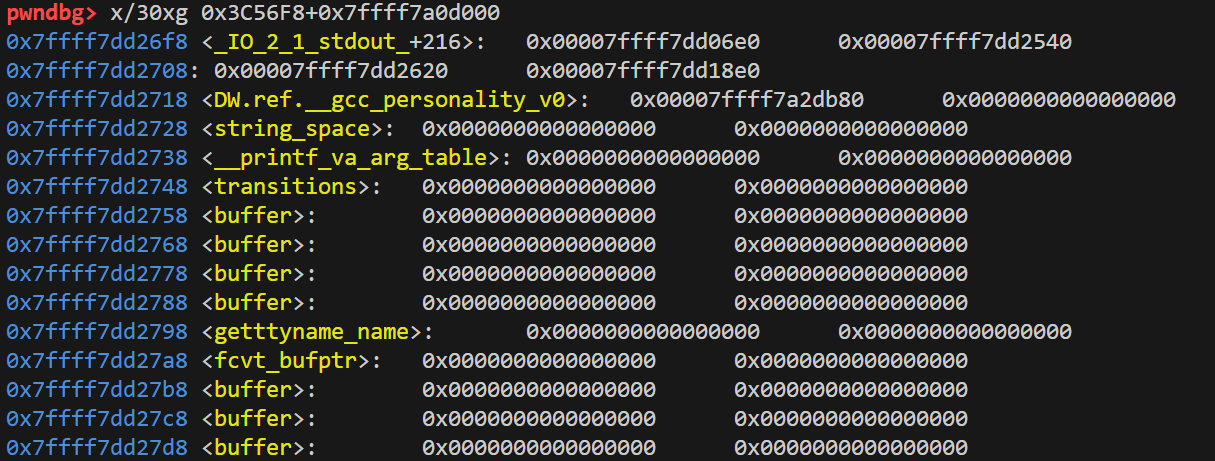 pwndbg> x/30xg 0x3C56F8+0x7ffff7a0d000
0x7ffff7dd26f8 <_IO_2_1_stdout_+216>: 0x00007ffff7dd06e0 0x00007ffff7dd2540
0x7ffff7dd2708: 0x00007ffff7dd2620 0x00007ffff7dd18e0
0x7ffff7dd2718 <DW.ref.__gcc_personality_v0>: 0x00007ffff7a2db80 0x0000000000000000
0x7ffff7dd2728 <string_space>: 0x0000000000000000 0x0000000000000000
0x7ffff7dd2738 <__printf_va_arg_table>: 0x0000000000000000 0x0000000000000000
0x7ffff7dd2748 <transitions>: 0x0000000000000000 0x0000000000000000
0x7ffff7dd2758 <buffer>: 0x0000000000000000 0x0000000000000000
0x7ffff7dd2768 <buffer>: 0x0000000000000000 0x0000000000000000
0x7ffff7dd2778 <buffer>: 0x0000000000000000 0x0000000000000000
0x7ffff7dd2788 <buffer>: 0x0000000000000000 0x0000000000000000
0x7ffff7dd2798 <getttyname_name>: 0x0000000000000000 0x0000000000000000
0x7ffff7dd27a8 <fcvt_bufptr>: 0x0000000000000000 0x0000000000000000
0x7ffff7dd27b8 <buffer>: 0x0000000000000000 0x0000000000000000
0x7ffff7dd27c8 <buffer>: 0x0000000000000000 0x0000000000000000
0x7ffff7dd27d8 <buffer>: 0x0000000000000000 0x0000000000000000